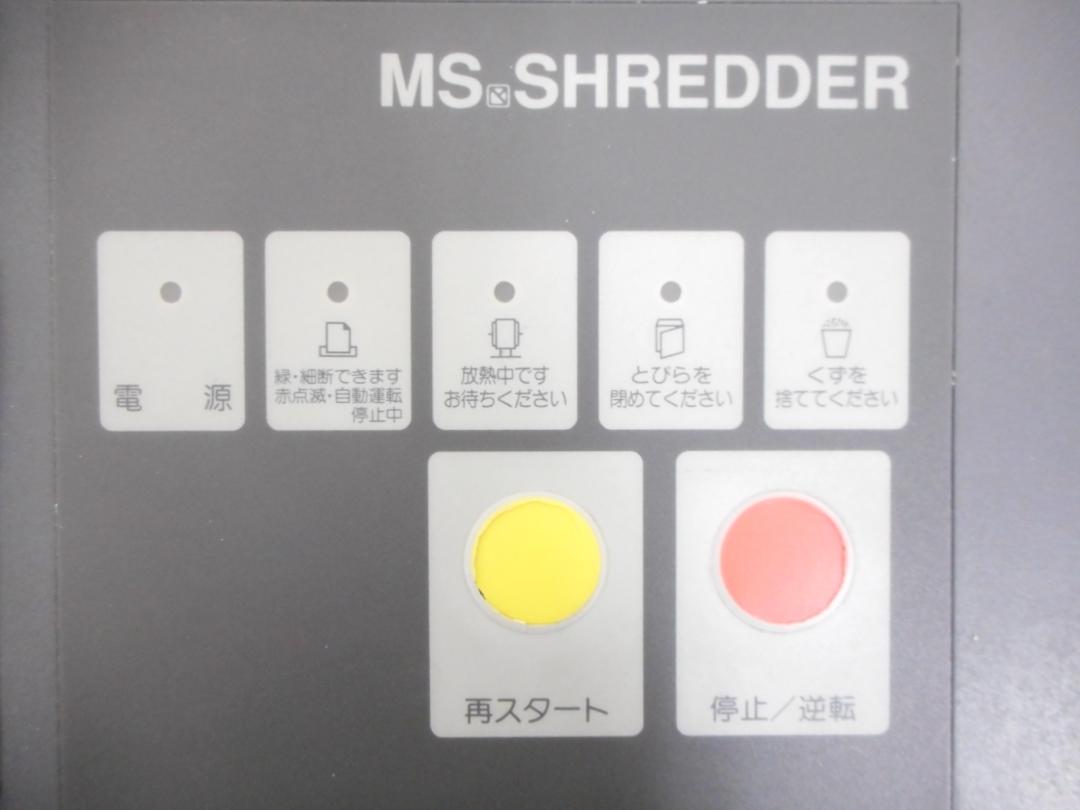 MS SHREDDER
電源
緑・細断できます
赤点滅・自動運転
停止中
放熱中です
お待ちください
とびらを
閉めてください
くずを
捨ててください
再スタート
停止／逆転